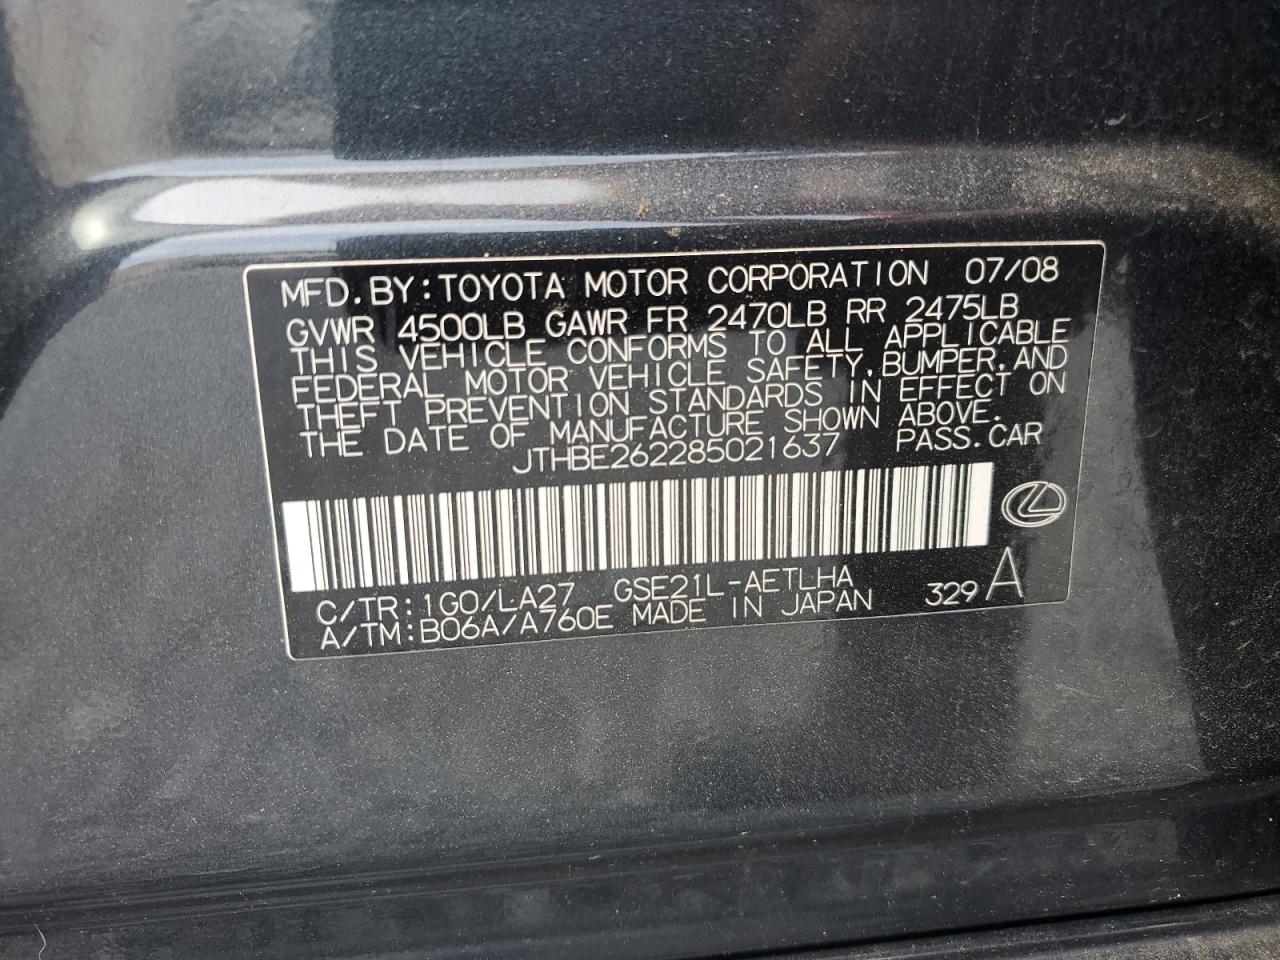 MFD.BY:TOYOTA MOTOR CORPORATION 07/08
GVWR 4500LB GAWR FR 2470LB RR 2475LB
THIS VEHICLE CONFORMS TO ALL APPLICABLE
FEDERAL MOTOR VEHICLE SAFETY,BUMPER,AND
THEFT PREVENTION STANDARDS IN EFFECT ON
THE DATE OF MANUFACTURE SHOWN ABOVE.
JTHBE262285021637 PASS.CAR
C/TR:1G0/LA27 GSE21L-AETLHA
A/TM:B06A/A760E MADE IN JAPAN 329 A